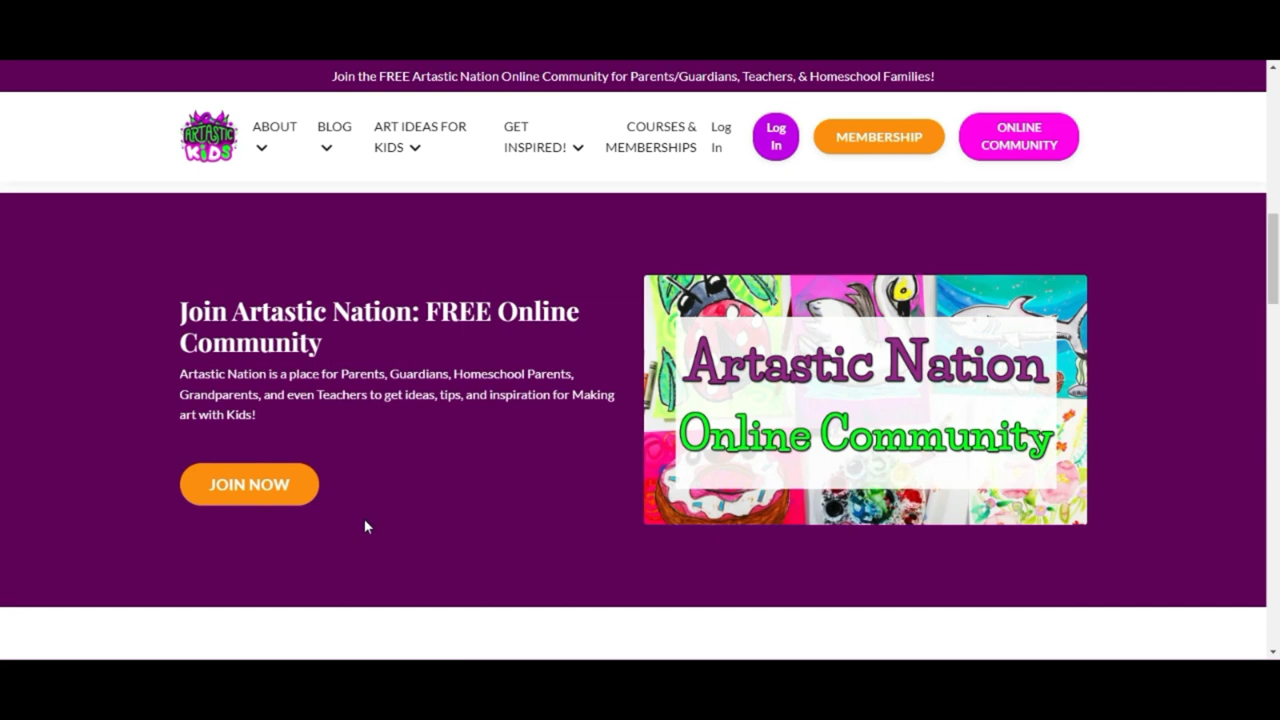 Join the FREE Artastic Nation Online Community for Parents/Guardians, Teachers, & Homeschool Families!
ARTASTIC
KIDS
ABOUT
BLOG
ART IDEAS FOR
KIDS
GET
INSPIRED!
COURSES &
MEMBERSHIPS
Log
In
Log
In
MEMBERSHIP
ONLINE
COMMUNITY
Join Artastic Nation: FREE Online
Community
Artastic Nation is a place for Parents, Guardians, Homeschool Parents,
Grandparents, and even Teachers to get ideas, tips, and inspiration for Making
art with Kids!
JOIN NOW
Artastic Nation
Online Community